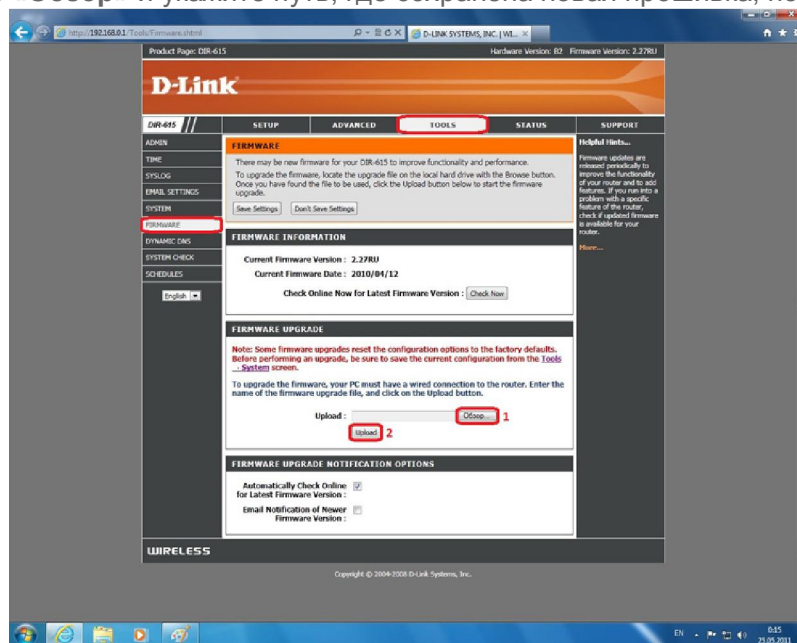 «Обзор» и укажите путь, где сохранена новая прошивка,
http://192.168.0.1/Tools/Firmware.shtml
D-LINK SYSTEMS, INC. | WI...
Product Page: DIR-615
Hardware Version: B2 Firmware Version: 2.27RU
D-Link
DIR-615
SETUP
ADVANCED
TOOLS
STATUS
SUPPORT
ADMIN
TIME
SYSLOG
EMAIL SETTINGS
SYSTEM
FIRMWARE
DYNAMIC DNS
SYSTEM CHECK
SCHEDULES
English
FIRMWARE
There may be new firmware for your DIR-615 to improve functionality and performance.
To upgrade the firmware, locate the upgrade file on the local hard drive with the Browse button.
Once you have found the file to be used, click the Upload button below to start the firmware
upgrade.
Save Settings Don't Save Settings
FIRMWARE INFORMATION
Current Firmware Version : 2.27RU
Current Firmware Date : 2010/04/12
Check Online Now for Latest Firmware Version : Check Now
FIRMWARE UPGRADE
Note: Some firmware upgrades reset the configuration options to the factory defaults.
Before performing an upgrade, be sure to save the current configuration from the Tools
→ System screen.
To upgrade the firmware, your PC must have a wired connection to the router. Enter the
name of the firmware upgrade file, and click on the Upload button.
Upload : Обзор... 1
Upload 2
FIRMWARE UPGRADE NOTIFICATION OPTIONS
Automatically Check Online
for Latest Firmware
Version :
Email Notification of Newer
Firmware Version :
Helpful Hints...
Firmware updates are
released periodically to
improve the functionality
of your router and to add
features. If you run into a
problem with a specific
feature of the router,
check if updated firmware
is available for your
router.
More...
WIRELESS
Copyright © 2004-2008 D-Link Systems, Inc.
EN
0:15
25.05.2011